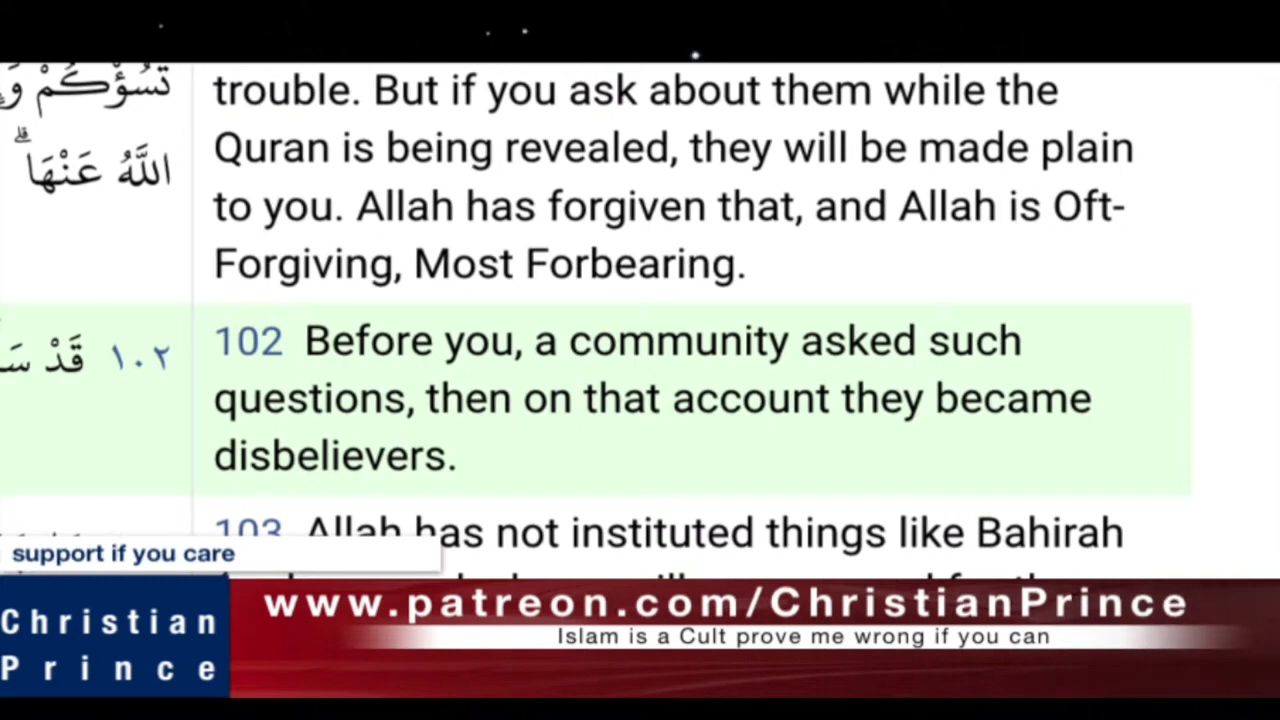 تَسُؤْكُمْ
trouble. But if you ask about them while the
اللَّهُ عَنْهَا ۗ
Quran is being revealed, they will be made plain
to you. Allah has forgiven that, and Allah is Oft-
Forgiving, Most Forbearing.
١٠٢ قَدْ
102 Before you, a community asked such
questions, then on that account they became
disbelievers.
103 Allah has not instituted things like Bahirah
support if you care
Christian
Prince
www.patreon.com/ChristianPrince
Islam is a Cult prove me wrong if you can